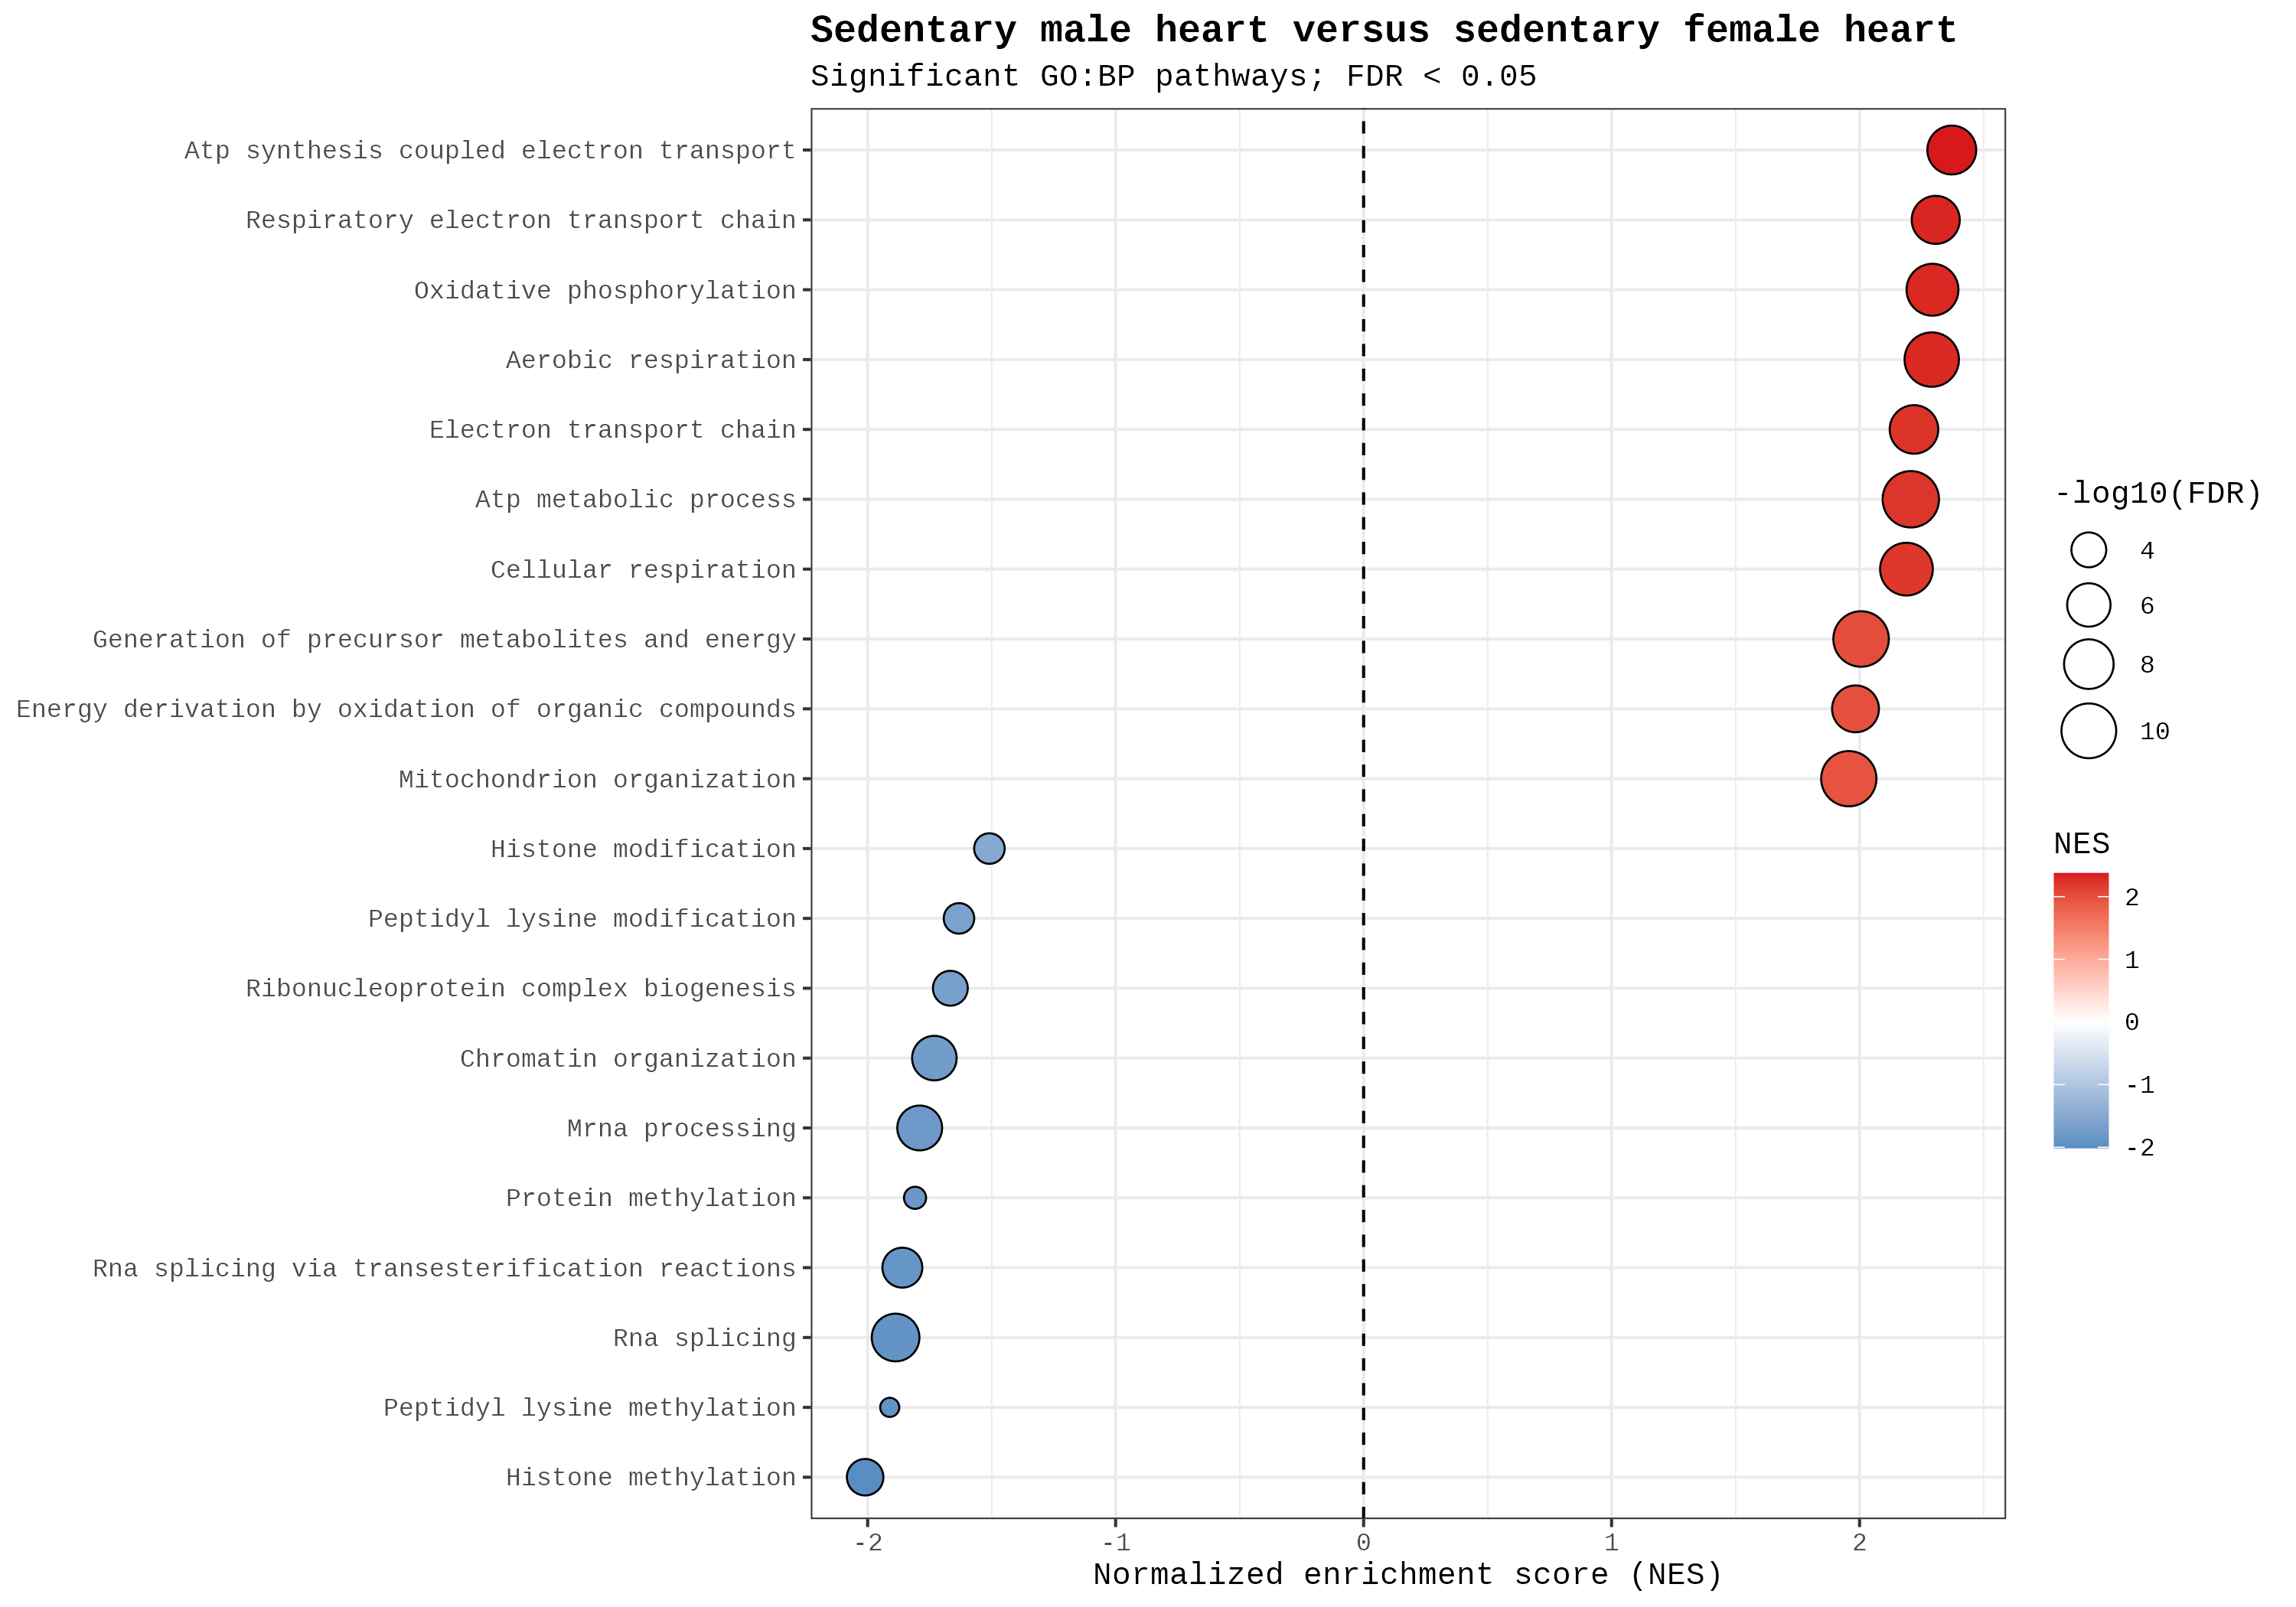 Sedentary male heart versus sedentary female heart
Significant GO:BP pathways; FDR < 0.05
Atp synthesis coupled electron transport
Respiratory electron transport chain
Oxidative phosphorylation
Aerobic respiration
Electron transport chain
Atp metabolic process
Cellular respiration
Generation of precursor metabolites and energy
Energy derivation by oxidation of organic compounds
Mitochondrion organization
Histone modification
Peptidyl lysine modification
Ribonucleoprotein complex biogenesis
Chromatin organization
Mrna processing
Protein methylation
Rna splicing via transesterification reactions
Rna splicing
Peptidyl lysine methylation
Histone methylation
-2 -1 0 1 2
Normalized enrichment score (NES)
-log10(FDR)
4
6
8
10
NES
2
1
0
-1
-2